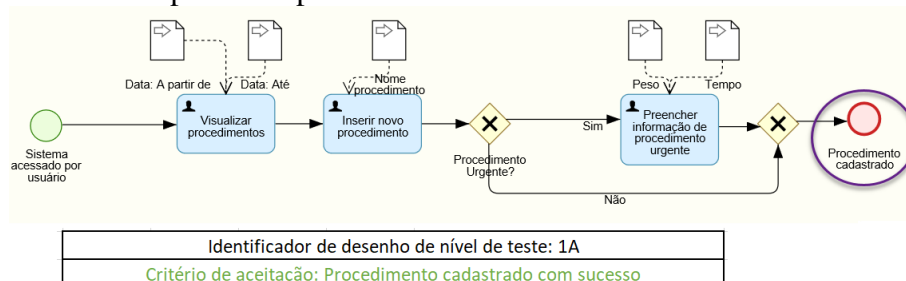 Data: A partir de
Data: Até
Nome
procedimento
Peso
Tempo
Visualizar
procedimentos
Inserir novo
procedimento
Preencher
informação de
procedimento
urgente
Sim
Sistema
acessado por
usuário
Procedimento
Urgente?
Não
Procedimento
cadastrado
Identificador de desenho de nível de teste: 1A
Critério de aceitação: Procedimento cadastrado com sucesso